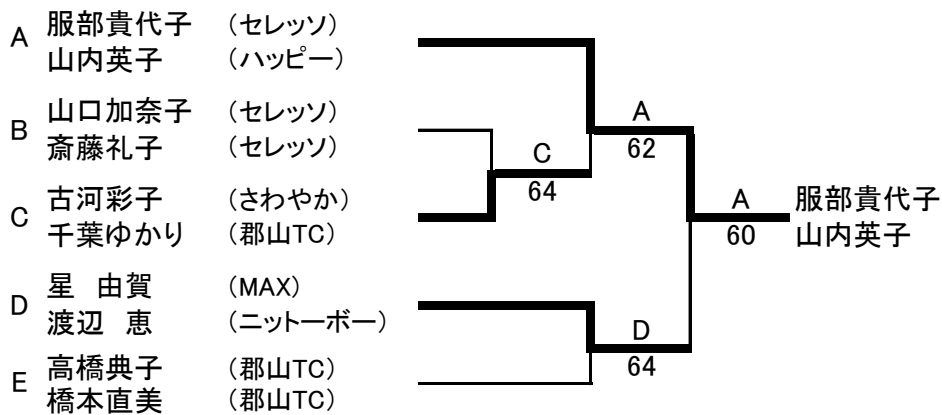 A 服部貴代子 (セレッソ)
山内英子 (ハッピー)
B 山口加奈子 (セレッソ)
斎藤礼子 (セレッソ)
C 古河彩子 (さわやか)
千葉ゆかり (郡山TC)
D 星 由賀 (MAX)
渡辺 恵 (ニットーボー)
E 高橋典子 (郡山TC)
橋本直美 (郡山TC)
C
64
A
62
D
64
A
60
服部貴代子
山内英子